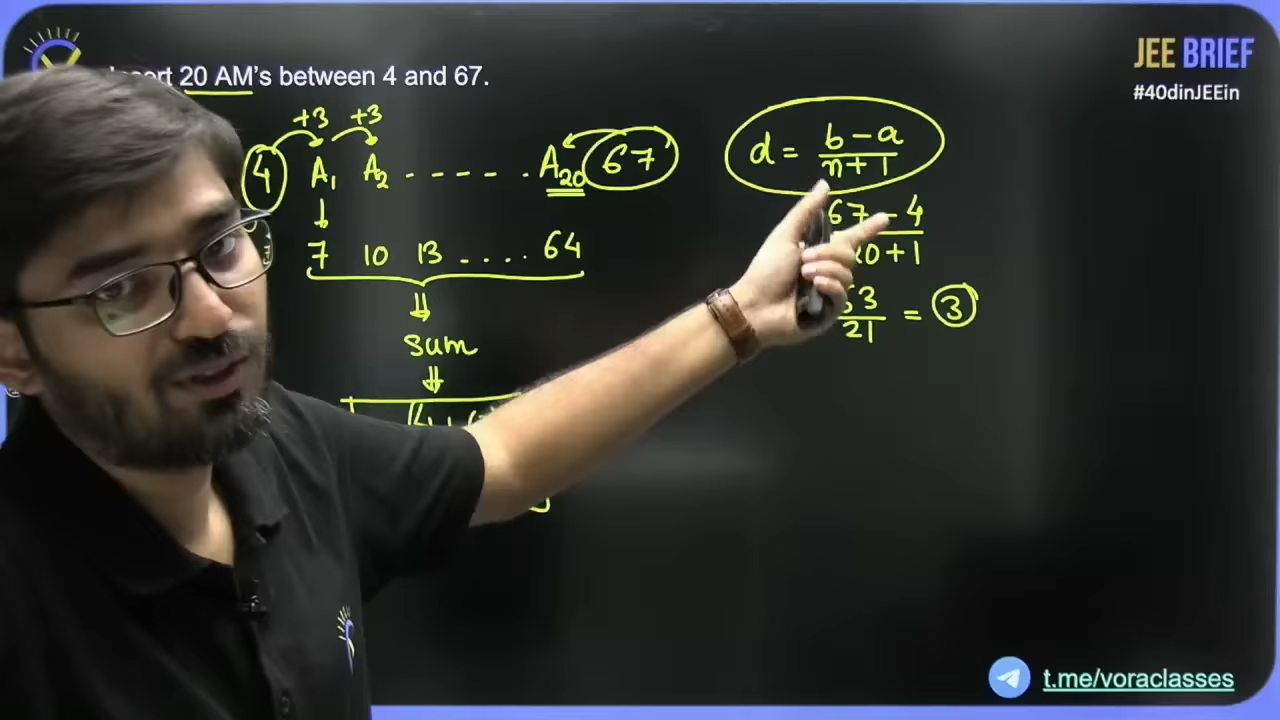 20 AM's between 4 and 67.
JEE BRIEF
#40dinJEEin
+3 +3
4 A₁ A₂ - - - - - . A₂₀ 67
↓
7 10 13 . . . . . 64
⇓
sum
⇓
d = b - a / n + 1
67 - 4 / 20 + 1
63 / 21 = 3
t.me/voraclasses